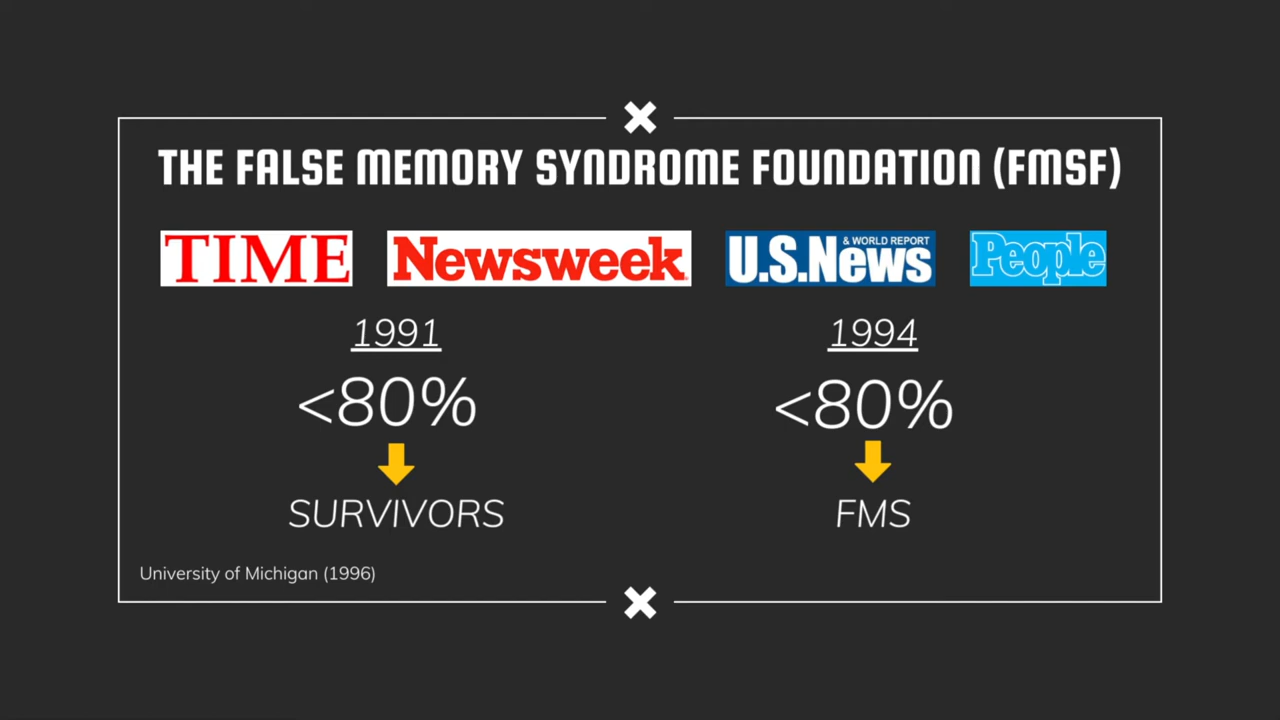 THE FALSE MEMORY SYNDROME FOUNDATION (FMSF)
TIME
Newsweek
& WORLD REPORT
U.S.News
People
1991
1994
<80%
<80%
SURVIVORS
FMS
University of Michigan (1996)